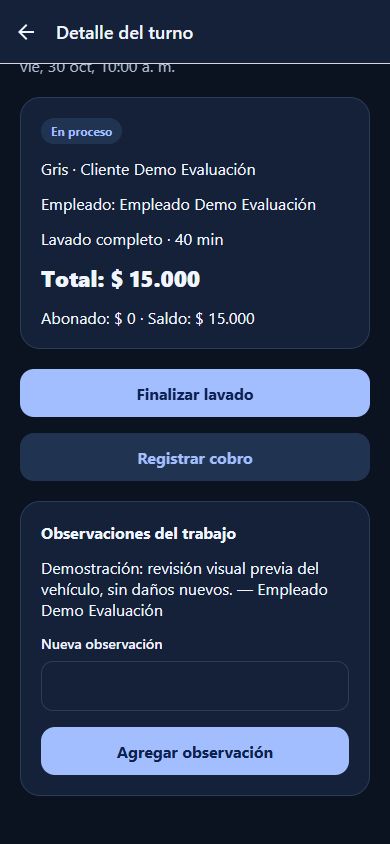 Detalle del turno
vie, 30 oct, 10:00 a. m.
En proceso
Gris · Cliente Demo Evaluación
Empleado: Empleado Demo Evaluación
Lavado completo · 40 min
Total: $ 15.000
Abonado: $ 0 · Saldo: $ 15.000
Finalizar lavado
Registrar cobro
Observaciones del trabajo
Demostración: revisión visual previa del
vehículo, sin daños nuevos. — Empleado
Demo Evaluación
Nueva observación
Agregar observación